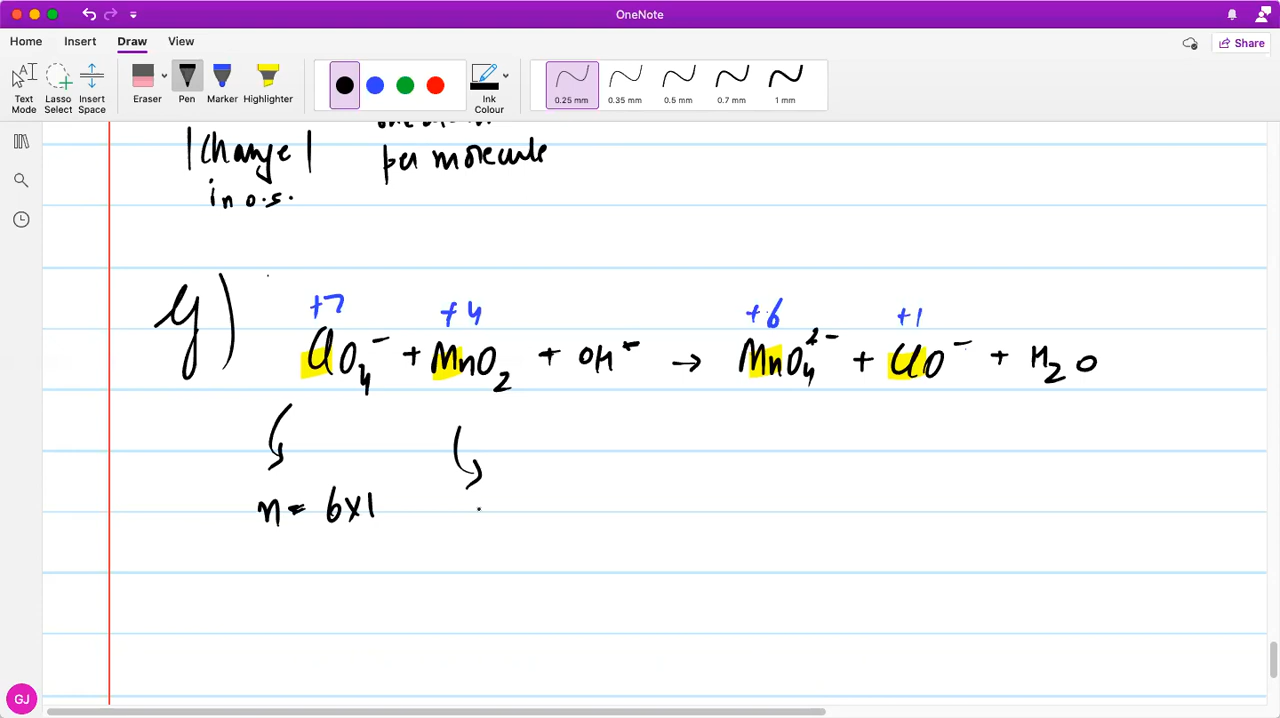 OneNote
Home Insert Draw View
Share
Text Mode Lasso Select Insert Space Eraser Pen Marker Highlighter Ink Colour 0.25 mm 0.35 mm 0.5 mm 0.7 mm 1 mm
|Change| per molecule
in o.s.
+7 +4 +6 +1
g) ClO₄⁻ + MnO₂ + OH⁻ → MnO₄²⁻ + ClO⁻ + H₂O
n = 6x1
GJ